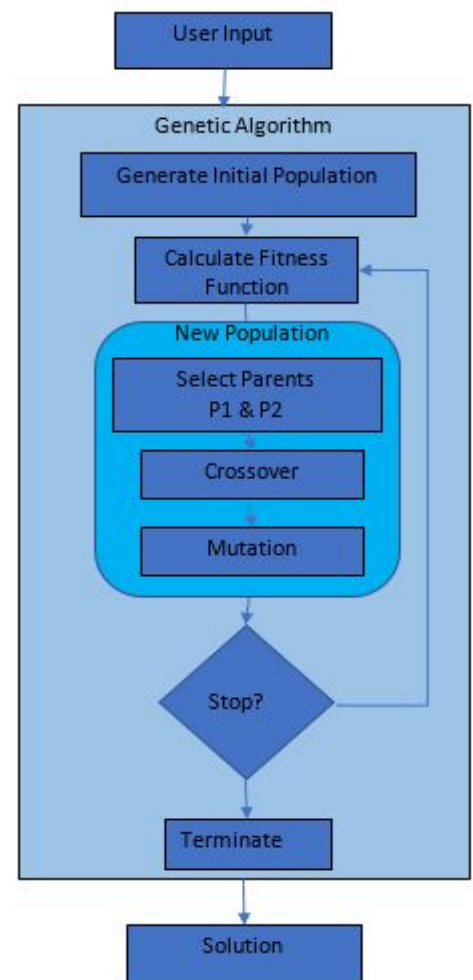 User Input
Genetic Algorithm
Generate Initial Population
Calculate Fitness
Function
New Population
Select Parents
P1 & P2
Crossover
Mutation
Stop?
Terminate
Solution